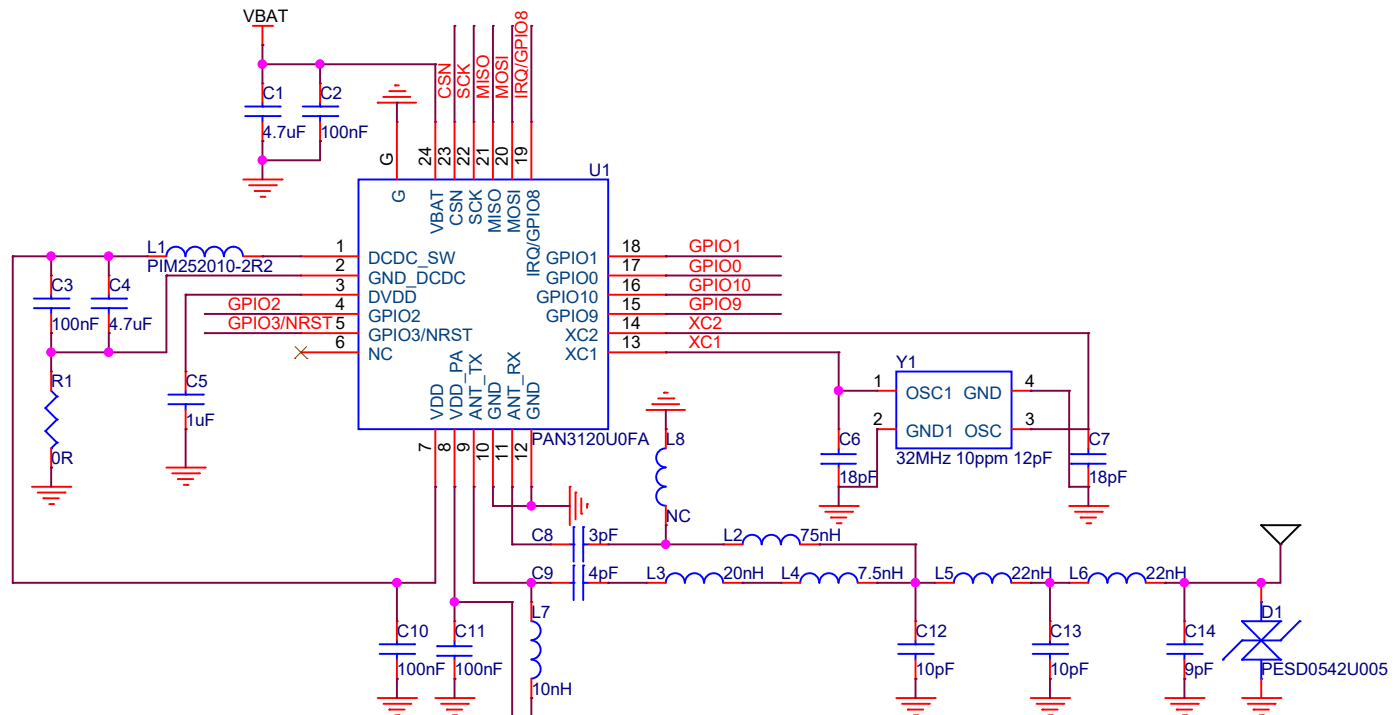 VBAT
CSN
SCK
MISO
MOSI
IRQ/GPIO8
C1
4.7uF
C2
100nF
G
24
23
22
21
20
19
U1
G
VBAT
CSN
SCK
MISO
MOSI
IRQ/GPIO8
L1
PIM252010-2R2
1 DCDC_SW
2 GND_DCDC
3 DVDD
GPIO2 4 GPIO2
GPIO3/NRST 5 GPIO3/NRST
6 NC
GPIO1 18 GPIO1
GPIO0 17 GPIO0
GPIO10 16 GPIO10
GPIO9 15 GPIO9
XC2 14 XC2
XC1 13 XC1
C3
100nF
C4
4.7uF
R1
0R
C5
1uF
VDD
VDD_PA
ANT_TX
GND
ANT_RX
GND
7
8
9
10
11
12
PAN3120U0FA
Y1
1 OSC1 GND 4
2 GND1 OSC 3
32MHz 10ppm 12pF
C6
18pF
C7
18pF
L8
NC
C8 3pF
L2 75nH
C9 4pF
L3 20nH
L4 7.5nH
L5 22nH
L6 22nH
L7
10nH
C10
100nF
C11
100nF
C12
10pF
C13
10pF
C14
9pF
D1
PESD0542U005